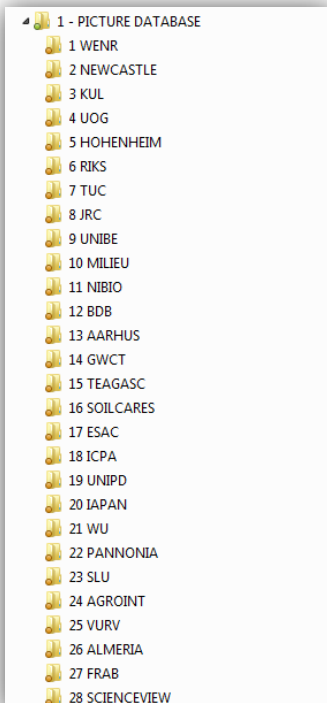 1 - PICTURE DATABASE
1 WENR
2 NEWCASTLE
3 KUL
4 UOG
5 HOHENHEIM
6 RIKS
7 TUC
8 JRC
9 UNIBE
10 MILIEU
11 NIBIO
12 BDB
13 AARHUS
14 GWCT
15 TEAGASC
16 SOILCARES
17 ESAC
18 ICPA
19 UNIPD
20 IAPAN
21 WU
22 PANNONIA
23 SLU
24 AGROINT
25 VURV
26 ALMERIA
27 FRAB
28 SCIENCEVIEW